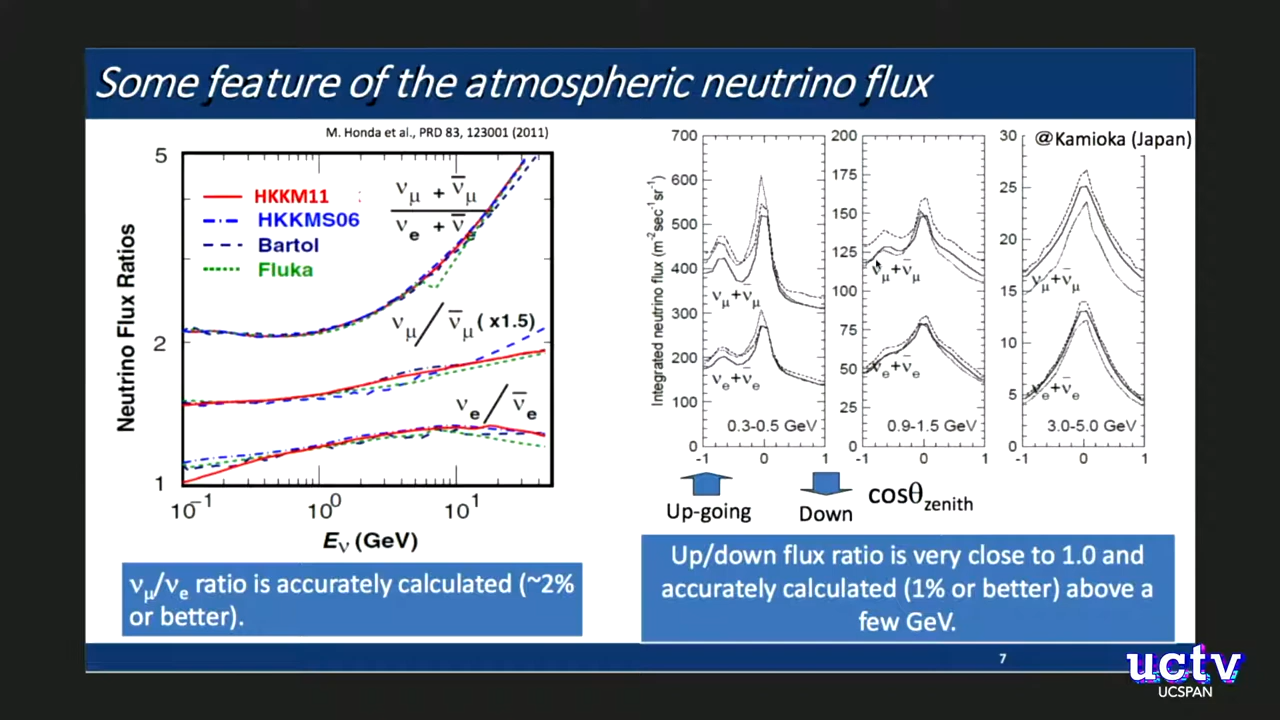 Some feature of the atmospheric neutrino flux
M. Honda et al., PRD 83, 123001 (2011)
5
2
1
Neutrino Flux Ratios
HKKM11
HKKMS06
Bartol
Fluka
νμ + ν̅μ
νe + ν̅e
νμ / ν̅μ ( x1.5)
νe / ν̅e
10⁻¹ 10⁰ 10¹
Eν (GeV)
νμ/νe ratio is accurately calculated (~2%
or better).
@Kamioka (Japan)
Integrated neutrino flux (m⁻²sec⁻¹sr⁻¹)
700
600
500
400
300
200
100
0
νμ+ν̅μ
νe+ν̅e
0.3-0.5 GeV
-1 0 1
200
175
150
125
100
75
50
25
0
νμ+ν̅μ
νe+ν̅e
0.9-1.5 GeV
-1 0 1
30
25
20
15
10
5
0
νμ+ν̅μ
νe+ν̅e
3.0-5.0 GeV
-1 0 1
Up-going
Down
cosθzenith
Up/down flux ratio is very close to 1.0 and
accurately calculated (1% or better) above a
few GeV.
7
uctv
UCSPAN